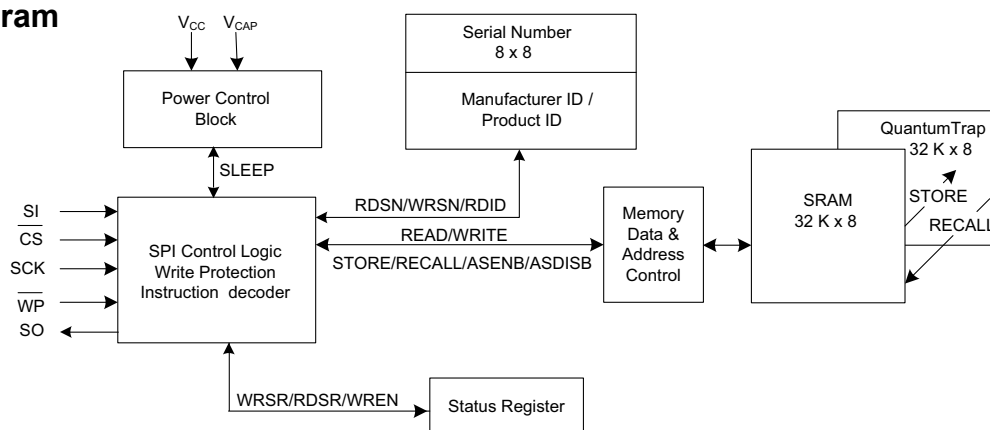 ram
VCC VCAP
Power Control
Block
SLEEP
Serial Number
8 x 8
Manufacturer ID /
Product ID
QuantumTrap
32 K x 8
SRAM
32 K x 8
STORE
RECALL
SI
CS
SCK
WP
SO
SPI Control Logic
Write Protection
Instruction decoder
RDSN/WRSN/RDID
READ/WRITE
STORE/RECALL/ASENB/ASDISB
Memory
Data &
Address
Control
WRSR/RDSR/WREN
Status Register